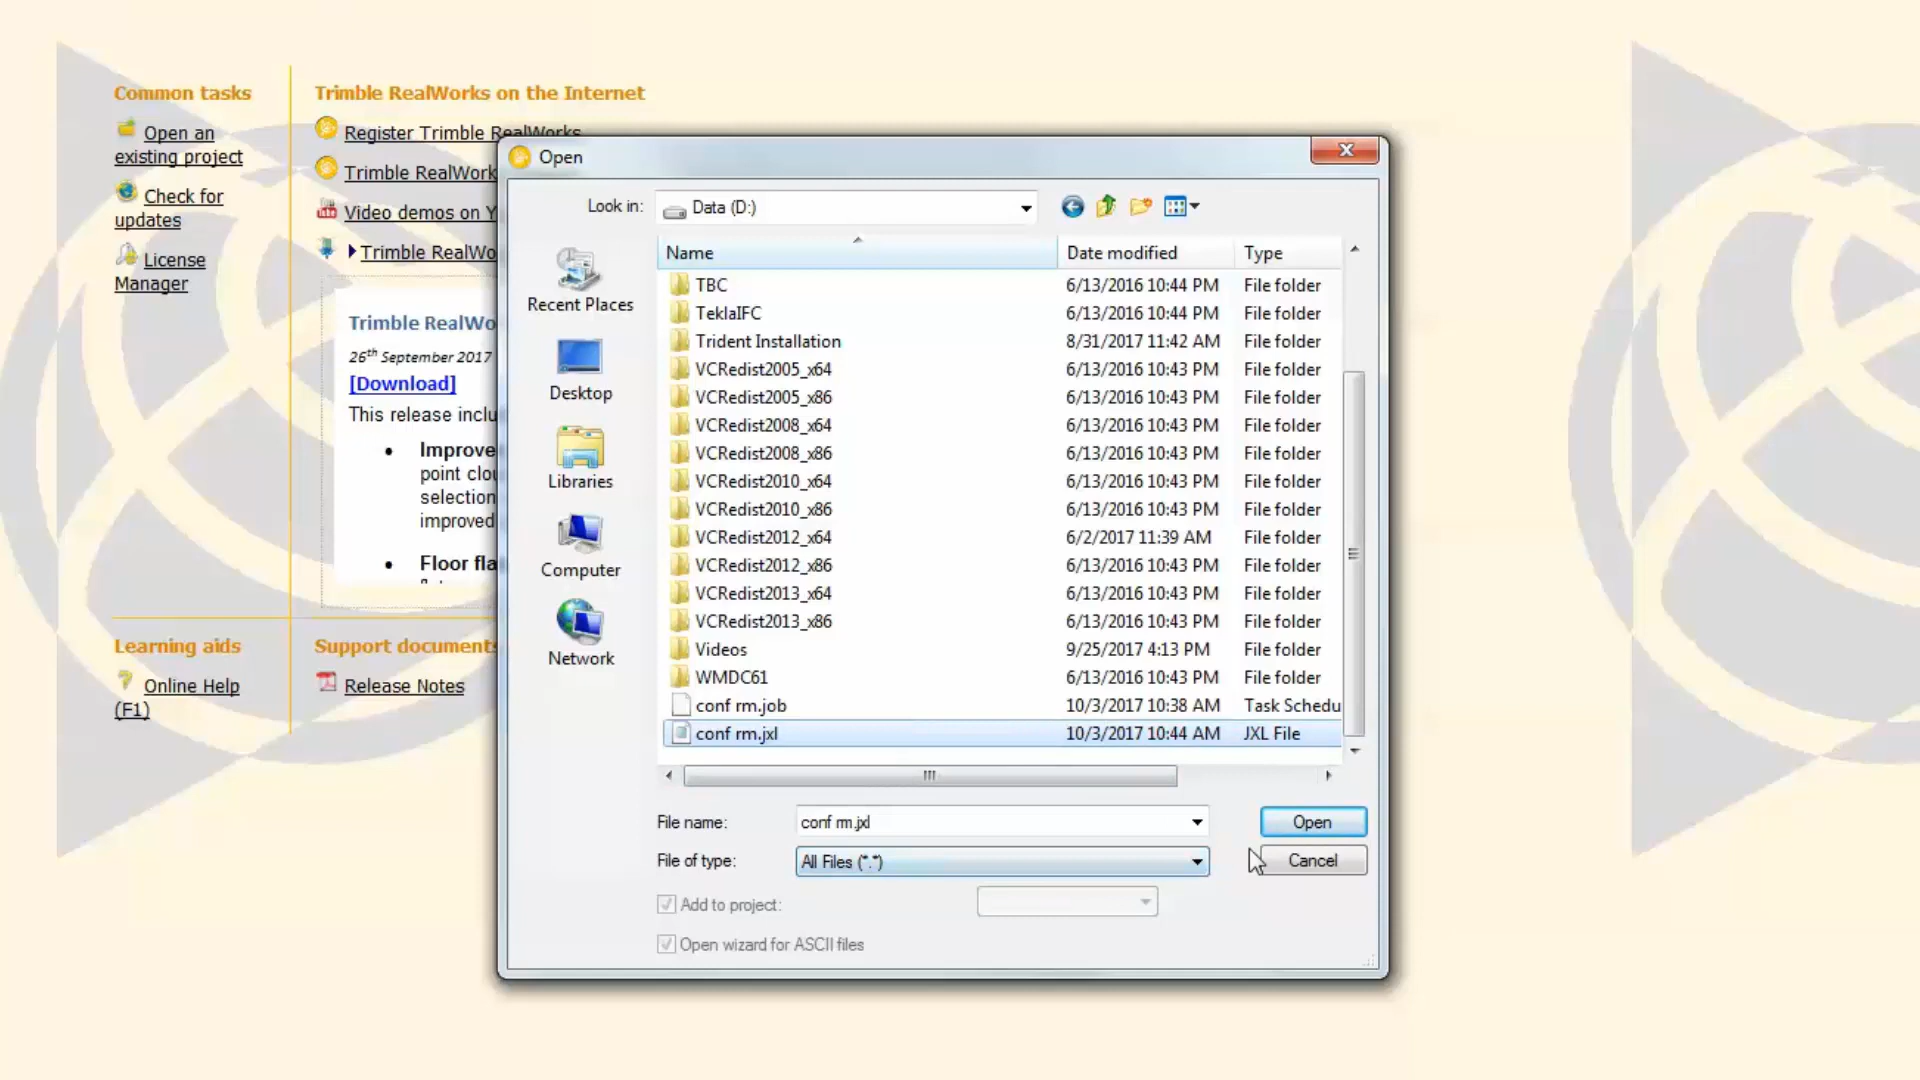 Common tasks
Open an
existing project
Check for
updates
License
Manager
Trimble RealWorks on the Internet
Register Trimble RealWorks
Trimble RealWork
Video demos on Y
Trimble RealWo
Trimble RealWo
26th September 2017
[Download]
This release inclu
• Improve
point clou
selection
improved
• Floor fla
Learning aids
Online Help
(F1)
Support documents
Release Notes
Open
Look in: Data (D:)
Name Date modified Type
TBC 6/13/2016 10:44 PM File folder
TeklaIFC 6/13/2016 10:44 PM File folder
Trident Installation 8/31/2017 11:42 AM File folder
VCRedist2005_x64 6/13/2016 10:43 PM File folder
VCRedist2005_x86 6/13/2016 10:43 PM File folder
VCRedist2008_x64 6/13/2016 10:43 PM File folder
VCRedist2008_x86 6/13/2016 10:43 PM File folder
VCRedist2010_x64 6/13/2016 10:43 PM File folder
VCRedist2010_x86 6/13/2016 10:43 PM File folder
VCRedist2012_x64 6/2/2017 11:39 AM File folder
VCRedist2012_x86 6/13/2016 10:43 PM File folder
VCRedist2013_x64 6/13/2016 10:43 PM File folder
VCRedist2013_x86 6/13/2016 10:43 PM File folder
Videos 9/25/2017 4:13 PM File folder
WMDC61 6/13/2016 10:43 PM File folder
conf rm.job 10/3/2017 10:38 AM Task Schedu
conf rm.jxl 10/3/2017 10:44 AM JXL File
Recent Places
Desktop
Libraries
Computer
Network
File name: conf rm.jxl Open
File of type: All Files (*.*) Cancel
Add to project:
Open wizard for ASCII files